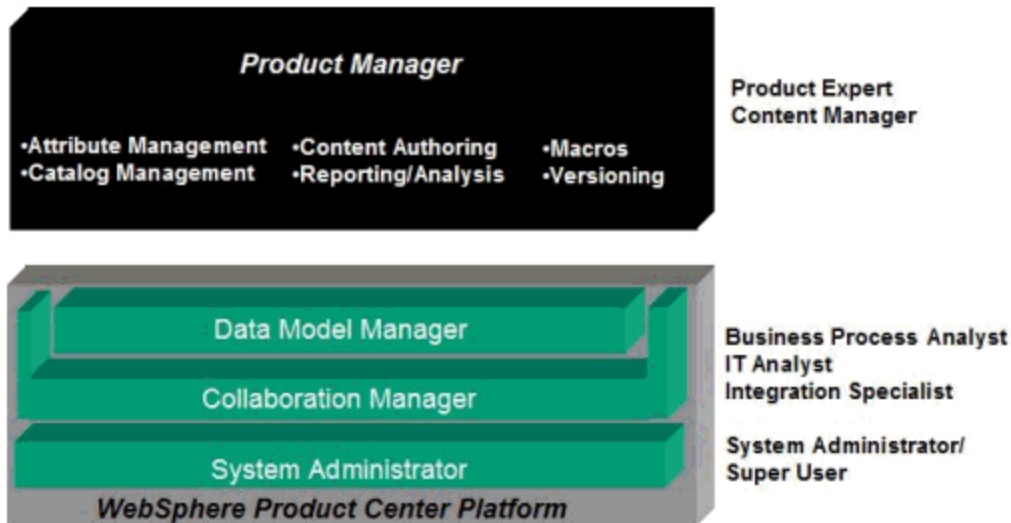 Product Manager
Product Expert
Content Manager
•Attribute Management •Content Authoring •Macros
•Catalog Management •Reporting/Analysis •Versioning
Data Model Manager
Business Process Analyst
IT Analyst
Integration Specialist
Collaboration Manager
System Administrator/
Super User
System Administrator
WebSphere Product Center Platform